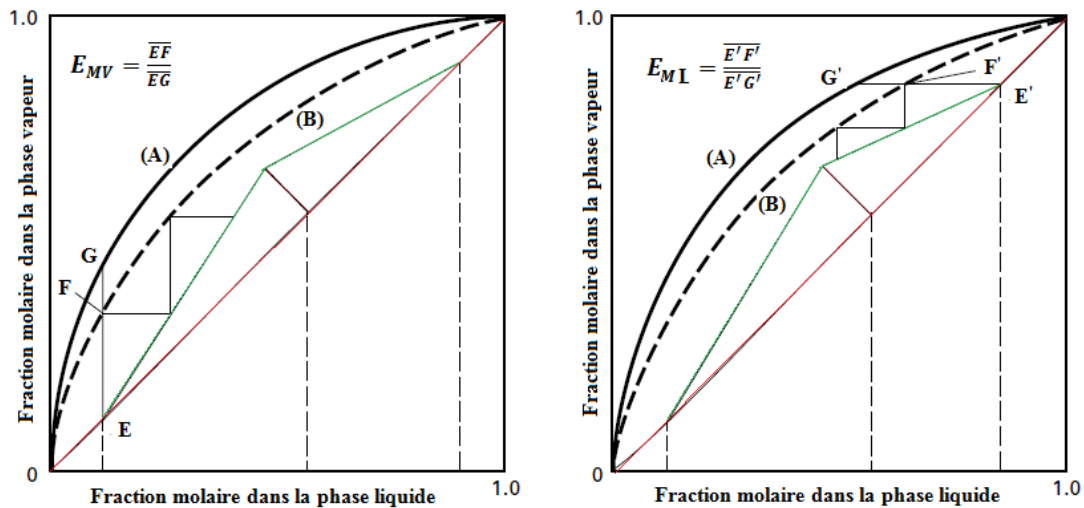 1.0
E_MV = EF / EG
(A)
(B)
G
F
E
Fraction molaire dans la phase vapeur
0
Fraction molaire dans la phase liquide
1.0
1.0
E_ML = E'F' / E'G'
G'
F'
E'
(A)
(B)
Fraction molaire dans la phase vapeur
0
Fraction molaire dans la phase liquide
1.0